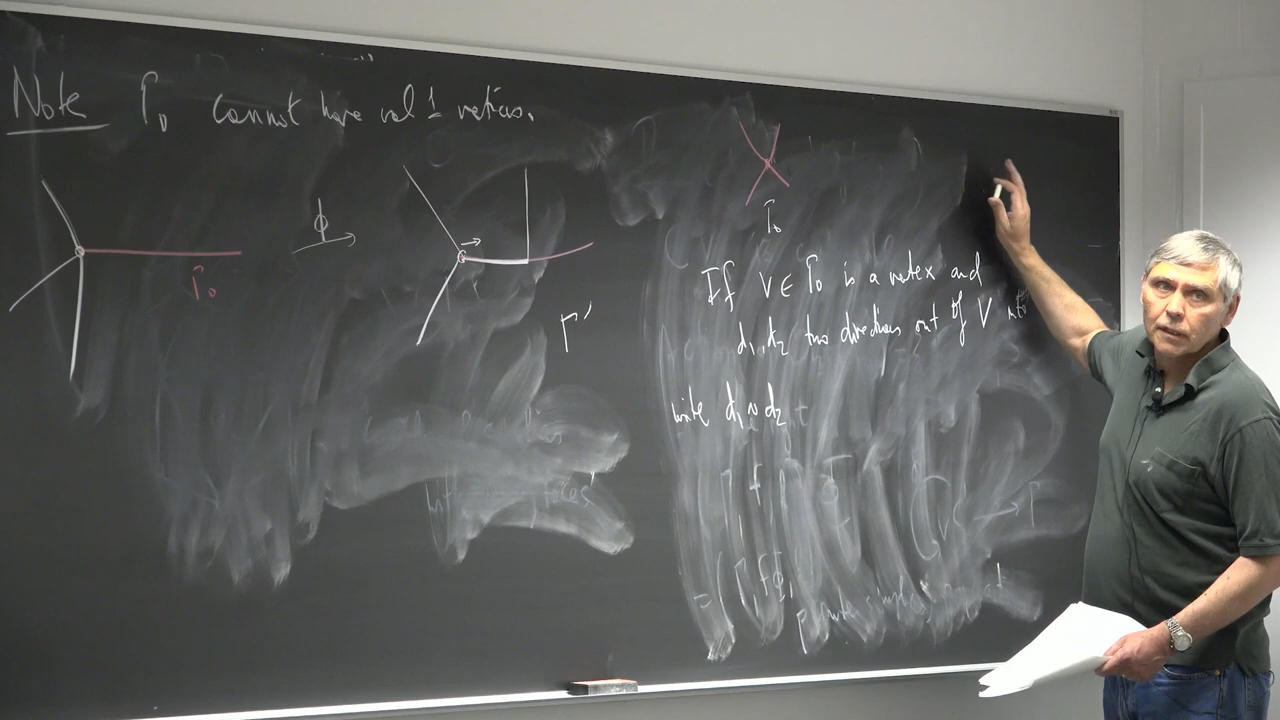 Note Γ₀ cannot have val 1 vertices.
Φ
Γ₀
Γ'
Γ₀
If V ∈ Γ₀ is a vertex and
d₁, d₂ two directions out of V into
write d₁ ~ d₂